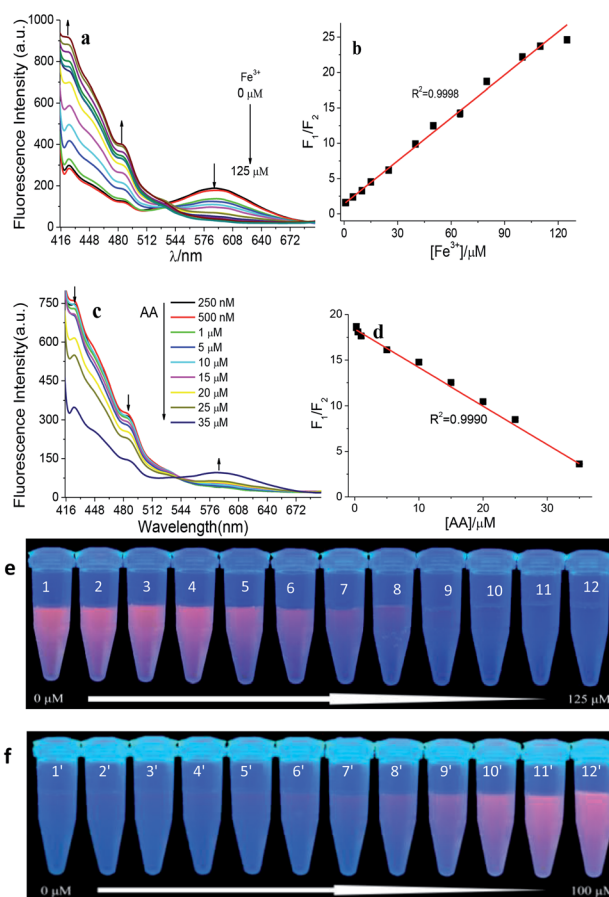 a
Fe³⁺
0 μM
125 μM
Fluorescence Intensity (a.u.)
1000
800
600
400
200
0
416 448 480 512 544 576 608 640 672
λ/nm
b
R²=0.9998
F₁/F₂
25
20
15
10
5
0
0 30 60 90 120
[Fe³⁺]/μM
c
AA
250 nM
500 nM
1 μM
5 μM
10 μM
15 μM
20 μM
25 μM
35 μM
Fluorescence Intensity(a.u.)
750
600
450
300
150
0
416 448 480 512 544 576 608 640 672
Wavelength(nm)
d
R²=0.9990
F₁/F₂
20
15
10
5
0
0 10 20 30
[AA]/μM
e
1 2 3 4 5 6 7 8 9 10 11 12
0 μM 125 μM
f
1' 2' 3' 4' 5' 6' 7' 8' 9' 10' 11' 12'
0 μM 100 μM